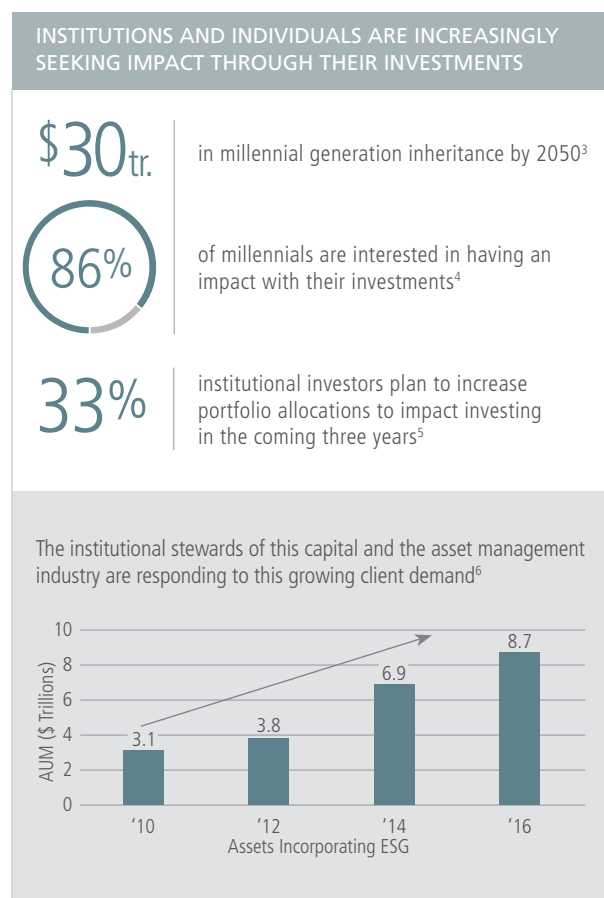 INSTITUTIONS AND INDIVIDUALS ARE INCREASINGLY
SEEKING IMPACT THROUGH THEIR INVESTMENTS
$30tr.
in millennial generation inheritance by 2050³
86%
of millennials are interested in having an
impact with their investments⁴
33%
institutional investors plan to increase
portfolio allocations to impact investing
in the coming three years⁵
The institutional stewards of this capital and the asset management
industry are responding to this growing client demand⁶
AUM ($ Trillions)
10
8
6
4
2
0
3.1
3.8
6.9
8.7
‘10
‘12
‘14
‘16
Assets Incorporating ESG